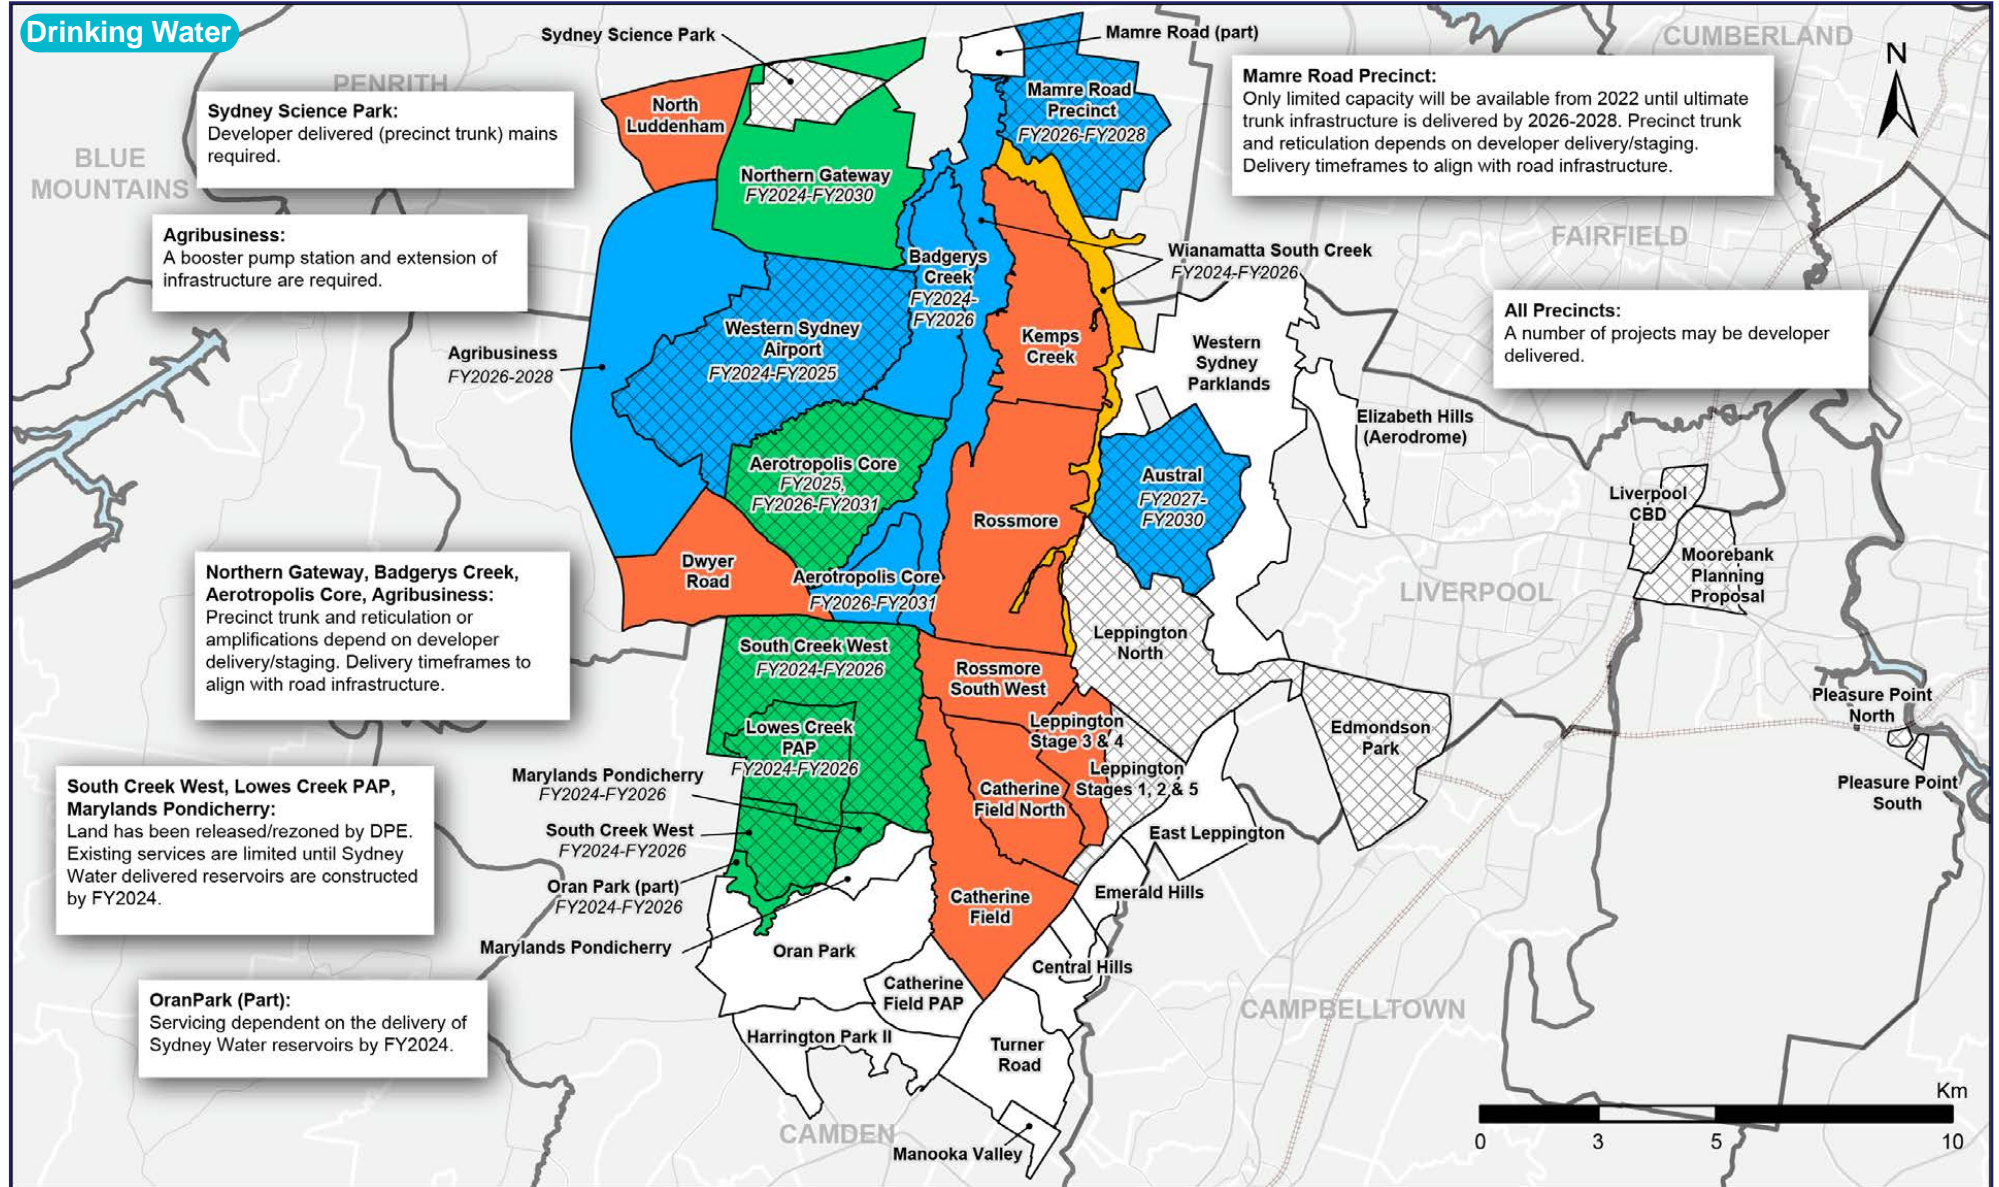 Drinking Water
Sydney Science Park
Mamre Road (part)
CUMBERLAND
N
PENRITH
Sydney Science Park:
Developer delivered (precinct trunk) mains
required.
North
Luddenham
Mamre Road
Precinct
FY2026-FY2028
Mamre Road Precinct:
Only limited capacity will be available from 2022 until ultimate
trunk infrastructure is delivered by 2026-2028. Precinct trunk
and reticulation depends on developer delivery/staging.
Delivery timeframes to align with road infrastructure.
BLUE
MOUNTAINS
Northern Gateway
FY2024-FY2030
Agribusiness:
A booster pump station and extension of
infrastructure are required.
Badgerys
Creek
FY2024-
FY2026
Wianamatta South Creek
FY2024-FY2026
FAIRFIELD
All Precincts:
A number of projects may be developer
delivered.
Western Sydney
Airport
FY2024-FY2025
Agribusiness
FY2026-2028
Kemps
Creek
Western
Sydney
Parklands
Elizabeth Hills
(Aerodrome)
Aerotropolis Core
FY2025,
FY2026-FY2031
Austral
FY2027-
FY2030
Rossmore
Liverpool
CBD
Moorebank
Planning
Proposal
LIVERPOOL
Northern Gateway, Badgerys Creek,
Aerotropolis Core, Agribusiness:
Precinct trunk and reticulation or
amplifications depend on developer
delivery/staging. Delivery timeframes to
align with road infrastructure.
Dwyer
Road
Aerotropolis Core
FY2026-FY2031
South Creek West
FY2024-FY2026
Leppington
North
Rossmore
South West
Pleasure Point
North
Pleasure Point
South
Edmondson
Park
Lowes Creek
PAP
FY2024-FY2026
Leppington
Stage 3 & 4
Leppington
Stages 1, 2 & 5
Catherine
Field North
East Leppington
Marylands Pondicherry
FY2024-FY2026
South Creek West
FY2024-FY2026
Oran Park (part)
FY2024-FY2026
Marylands Pondicherry
South Creek West, Lowes Creek PAP,
Marylands Pondicherry:
Land has been released/rezoned by DPE.
Existing services are limited until Sydney
Water delivered reservoirs are constructed
by FY2024.
Catherine
Field
Emerald Hills
Oran Park
Central Hills
Catherine
Field PAP
OranPark (Part):
Servicing dependent on the delivery of
Sydney Water reservoirs by FY2024.
Harrington Park II
Turner
Road
CAMPBELLTOWN
CAMDEN
Manooka Valley
Km
0 3 5 10